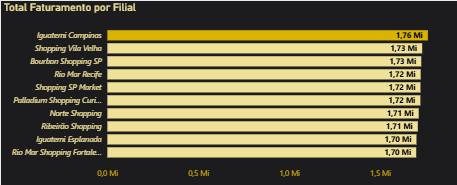 Total Faturamento por Filial
Iguatemi Campinas 1,76 Mi
Shopping Vila Velha 1,73 Mi
Bourbon Shopping SP 1,73 Mi
Rio Mar Recife 1,72 Mi
Shopping SP Market 1,72 Mi
Palladium Shopping Curi... 1,72 Mi
Norte Shopping 1,71 Mi
Ribeirão Shopping 1,71 Mi
Iguatemi Esplanada 1,70 Mi
Rio Mar Shopping Fortale... 1,70 Mi
0,0 Mi 0,5 Mi 1,0 Mi 1,5 Mi